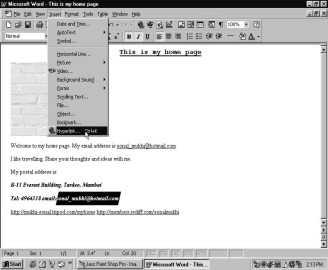 Microsoft Word - This is my home page
File Edit View Insert Format Tools Table Window Help
Date and Time...
AutoText
Symbol...
Horizontal Line...
Picture
Video...
Background Sound
Forms
Scrolling Text...
File...
Object...
Bookmark...
Hyperlink... Ctrl+K
Normal
100%
B I U
This is my home page
Welcome to my home page. My email address is sonal_mukhi@hotmail.com
I like travelling. Share your thoughts and ideas with me.
My postal address is
B-13 Everest Building, Tardeo, Mumbai
Tel: 4964133 email: sonal_mukhi@hotmail.com
http://mukhi-sonal.tripod.com/myhome http://members.rediff.com/sonalmukhi
Page 1 Sec 1 1/1 At 3.4" Ln Col 20
Start
Jasc Paint Shop Pro - Ima...
Microsoft Word - This...
2:13 PM